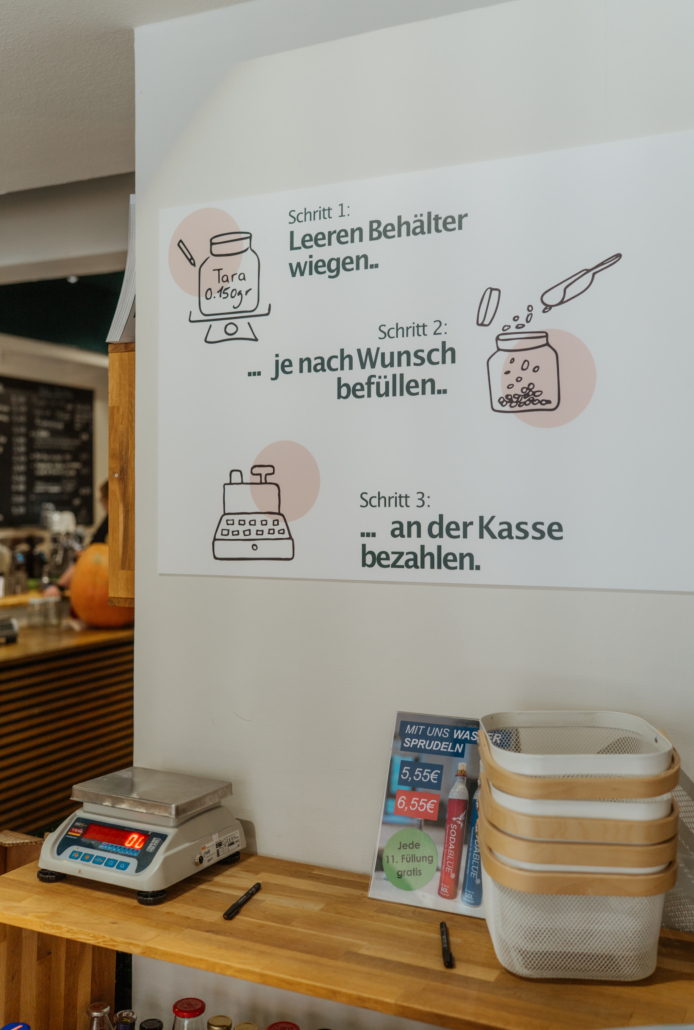 Schritt 1:
Leeren Behälter
wiegen..
Tara
0.150gr
Schritt 2:
... je nach Wunsch
befüllen..
Schritt 3:
... an der Kasse
bezahlen.
MIT UNS WASSER
SPRUDELN
5,55€
6,55€
Jede
11. Füllung
gratis
SODABLUE